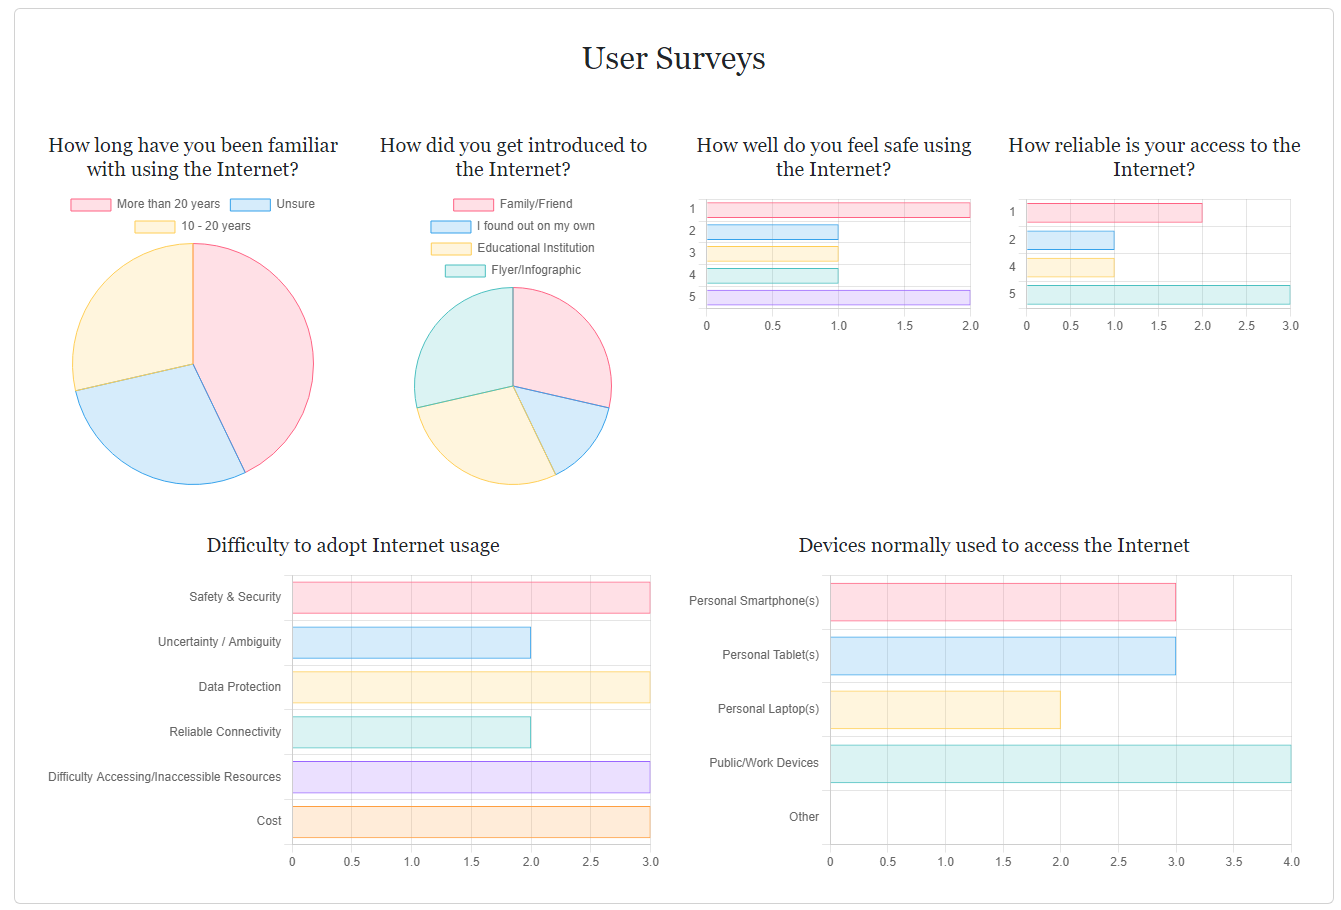 User Surveys
How long have you been familiar
with using the Internet?
More than 20 years
Unsure
10 - 20 years
How did you get introduced to
the Internet?
Family/Friend
I found out on my own
Educational Institution
Flyer/Infographic
How well do you feel safe using
the Internet?
1
2
3
4
5
0 0.5 1.0 1.5 2.0
How reliable is your access to the
Internet?
1
2
4
5
0 0.5 1.0 1.5 2.0 2.5 3.0
Difficulty to adopt Internet usage
Safety & Security
Uncertainty / Ambiguity
Data Protection
Reliable Connectivity
Difficulty Accessing/Inaccessible Resources
Cost
0 0.5 1.0 1.5 2.0 2.5 3.0
Devices normally used to access the Internet
Personal Smartphone(s)
Personal Tablet(s)
Personal Laptop(s)
Public/Work Devices
Other
0 0.5 1.0 1.5 2.0 2.5 3.0 3.5 4.0